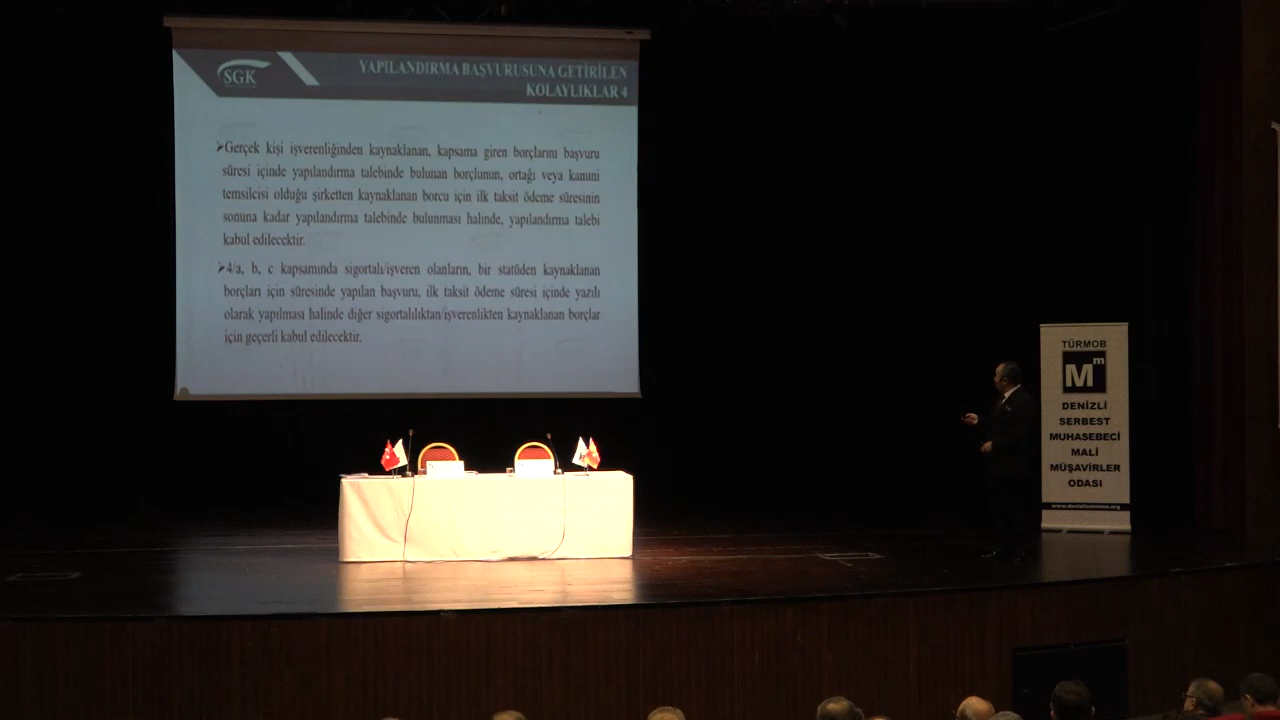 SGK
YAPILANDIRMA BAŞVURUSUNA GETİRİLEN
KOLAYLIKLAR 4
➢Gerçek kişi işverenliğinden kaynaklanan, kapsama giren borçlarını başvuru
süresi içinde yapılandırma talebinde bulunan borçlunun, ortağı veya kanuni
temsilcisi olduğu şirketten kaynaklanan borcu için ilk taksit ödeme süresinin
sonuna kadar yapılandırma talebinde bulunması halinde, yapılandırma talebi
kabul edilecektir.
➢4/a, b, c kapsamında sigortalı/işveren olanların, bir statüden kaynaklanan
borçları için süresinde yapılan başvuru, ilk taksit ödeme süresi içinde yazılı
olarak yapılması halinde diğer sigortalılıktan/işverenlikten kaynaklanan borçlar
için geçerli kabul edilecektir.
TÜRMOB
Mm
DENİZLİ
SERBEST
MUHASEBECİ
MALİ
MÜŞAVİRLER
ODASI